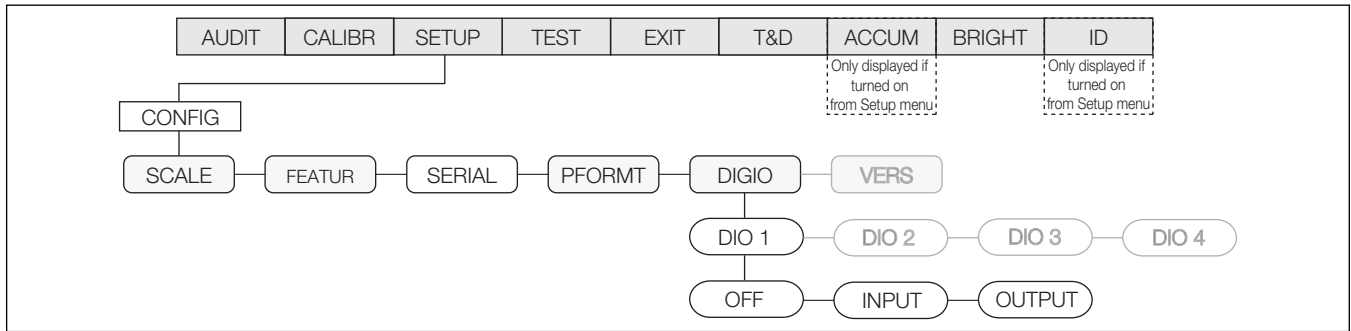 AUDIT CALIBR SETUP TEST EXIT T&D ACCUM BRIGHT ID
Only displayed if
turned on
from Setup menu
Only displayed if
turned on
from Setup menu
CONFIG
SCALE FEATUR SERIAL PFORMT DIGIO VERS
DIO 1 DIO 2 DIO 3 DIO 4
OFF INPUT OUTPUT